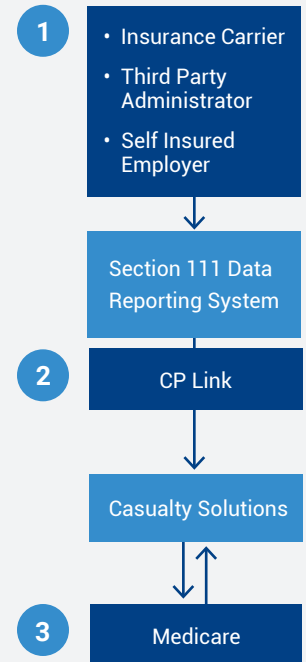 1
• Insurance Carrier
• Third Party
Administrator
• Self Insured
Employer
Section 111 Data
Reporting System
2
CP Link
Casualty Solutions
3
Medicare